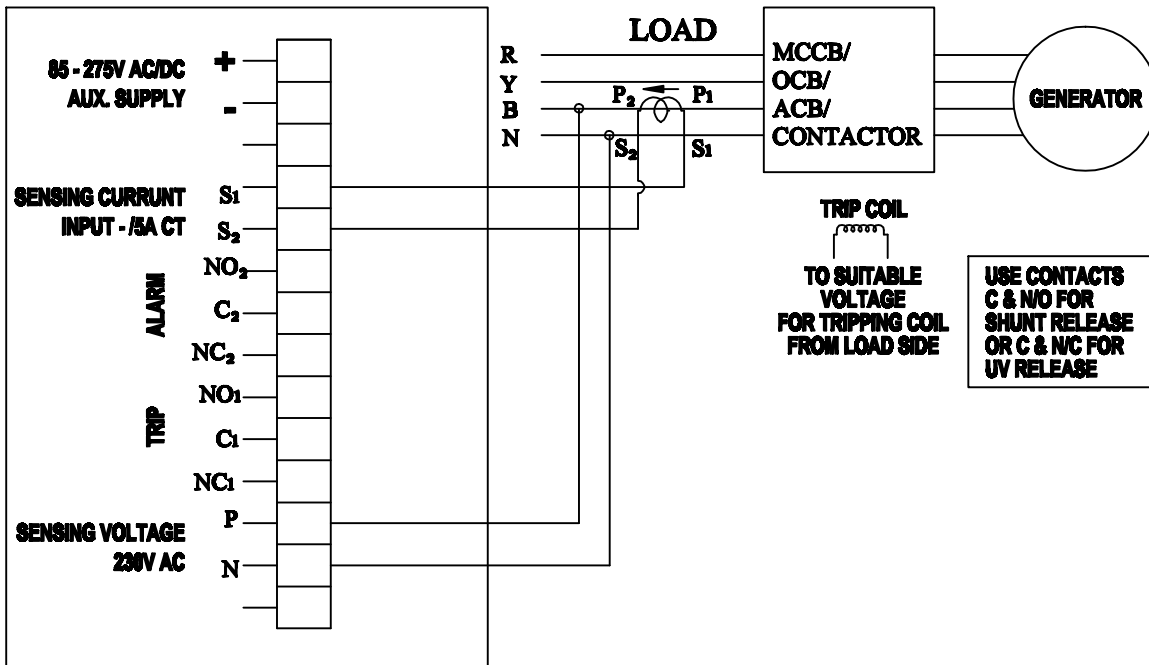 85 - 275V AC/DC
AUX. SUPPLY
+
-
SENSING CURRUNT
INPUT - /5A CT
S1
S2
ALARM
NO2
C2
NC2
TRIP
NO1
C1
NC1
SENSING VOLTAGE
230V AC
P
N
LOAD
R
Y
B
N
P2
P1
S2
S1
MCCB/
OCB/
ACB/
CONTACTOR
GENERATOR
TRIP COIL
TO SUITABLE
VOLTAGE
FOR TRIPPING COIL
FROM LOAD SIDE
USE CONTACTS
C & N/O FOR
SHUNT RELEASE
OR C & N/C FOR
UV RELEASE